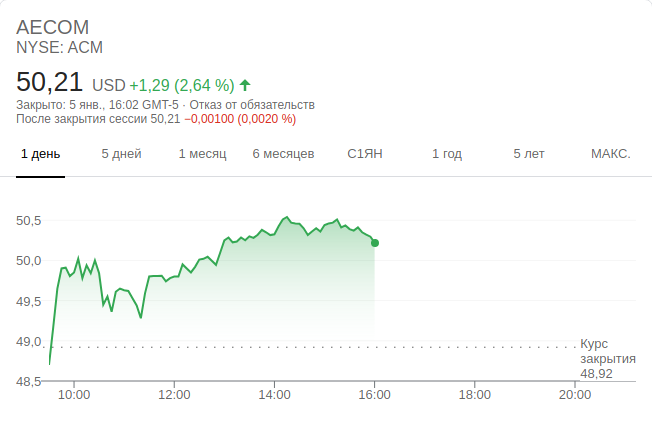 AECOM
NYSE: ACM
50,21 USD +1,29 (2,64 %)
Закрыто: 5 янв., 16:02 GMT-5 · Отказ от обязательств
После закрытия сессии 50,21 −0,00100 (0,0020 %)
1 день 5 дней 1 месяц 6 месяцев С1ЯН 1 год 5 лет МАКС.
50,5
50,0
49,5
49,0
48,5
Курс
закрытия
48,92
10:00 12:00 14:00 16:00 18:00 20:00